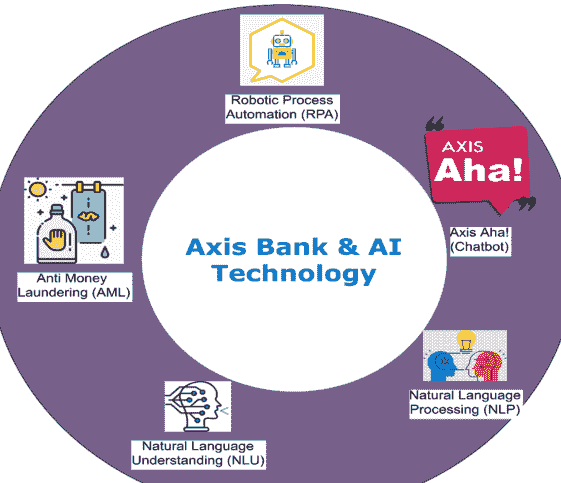 Robotic Process
Automation (RPA)
AXIS
Aha!
Axis Aha!
(Chatbot)
Axis Bank & AI
Technology
Anti Money
Laundering (AML)
Natural Language
Processing (NLP)
Natural Language
Understanding (NLU)